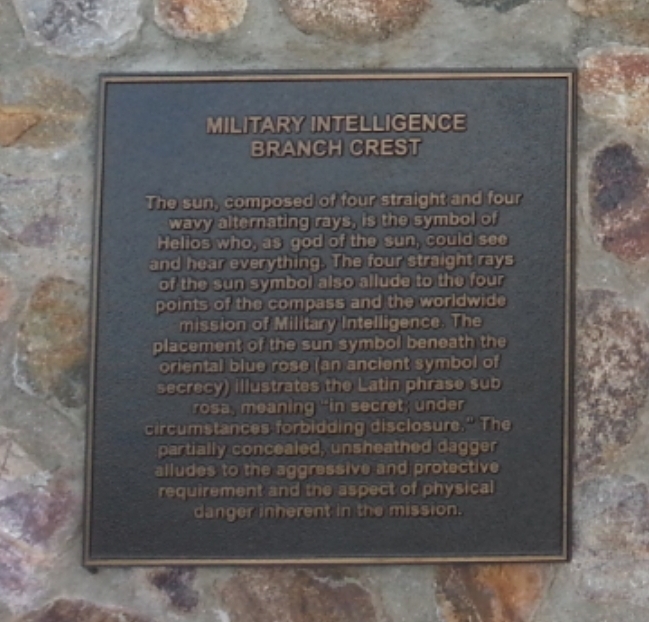 MILITARY INTELLIGENCE
BRANCH CREST
The sun, composed of four straight and four
wavy alternating rays, is the symbol of
Helios who, as god of the sun, could see
and hear everything. The four straight rays
of the sun symbol also allude to the four
points of the compass and the worldwide
mission of Military Intelligence. The
placement of the sun symbol beneath the
oriental blue rose (an ancient symbol of
secrecy) illustrates the Latin phrase sub
rosa, meaning "in secret; under
circumstances forbidding disclosure." The
partially concealed, unsheathed dagger
alludes to the aggressive and protective
requirement and the aspect of physical
danger inherent in the mission.